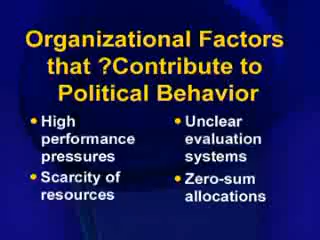 Organizational Factors
that ?Contribute to
Political Behavior
• High
performance
pressures
• Scarcity of
resources
• Unclear
evaluation
systems
• Zero-sum
allocations